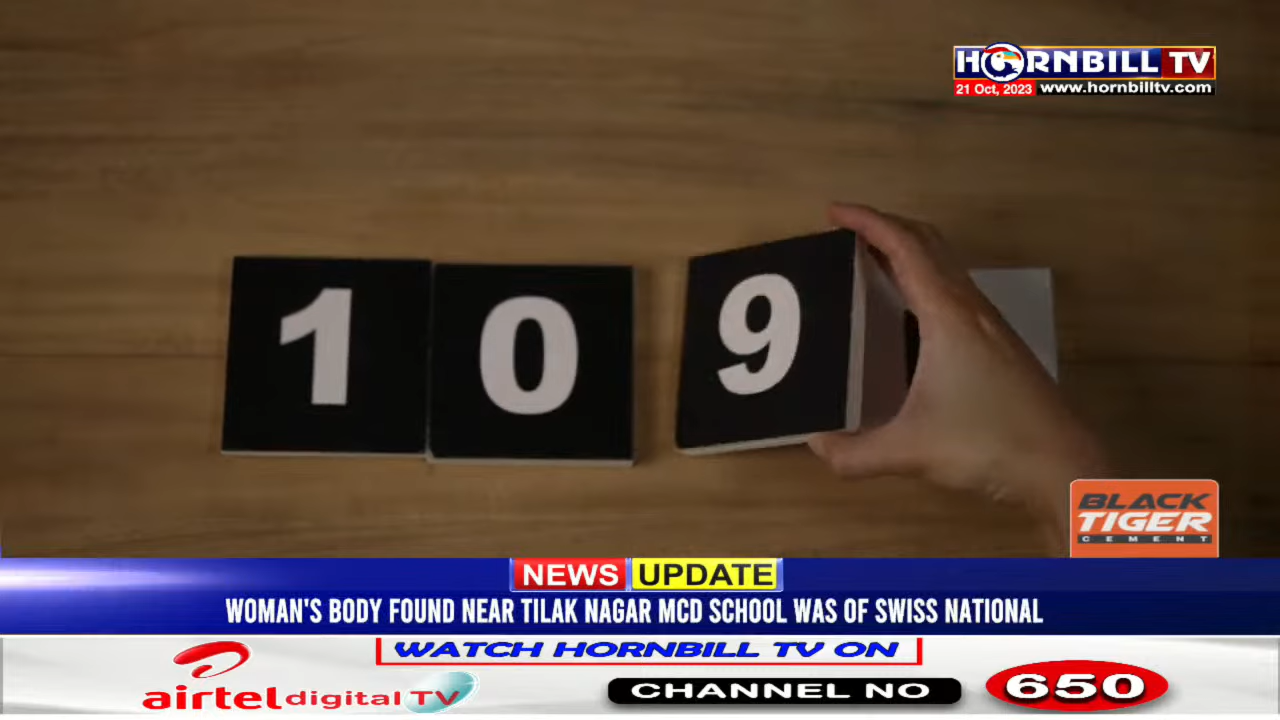 HORNBILL TV
21 Oct, 2023 www.hornbilltv.com
1 0 9
BLACK
TIGER
CEMENT
NEWS UPDATE
WOMAN'S BODY FOUND NEAR TILAK NAGAR MCD SCHOOL WAS OF SWISS NATIONAL
WATCH HORNBILL TV ON
airtel digital TV
CHANNEL NO 650